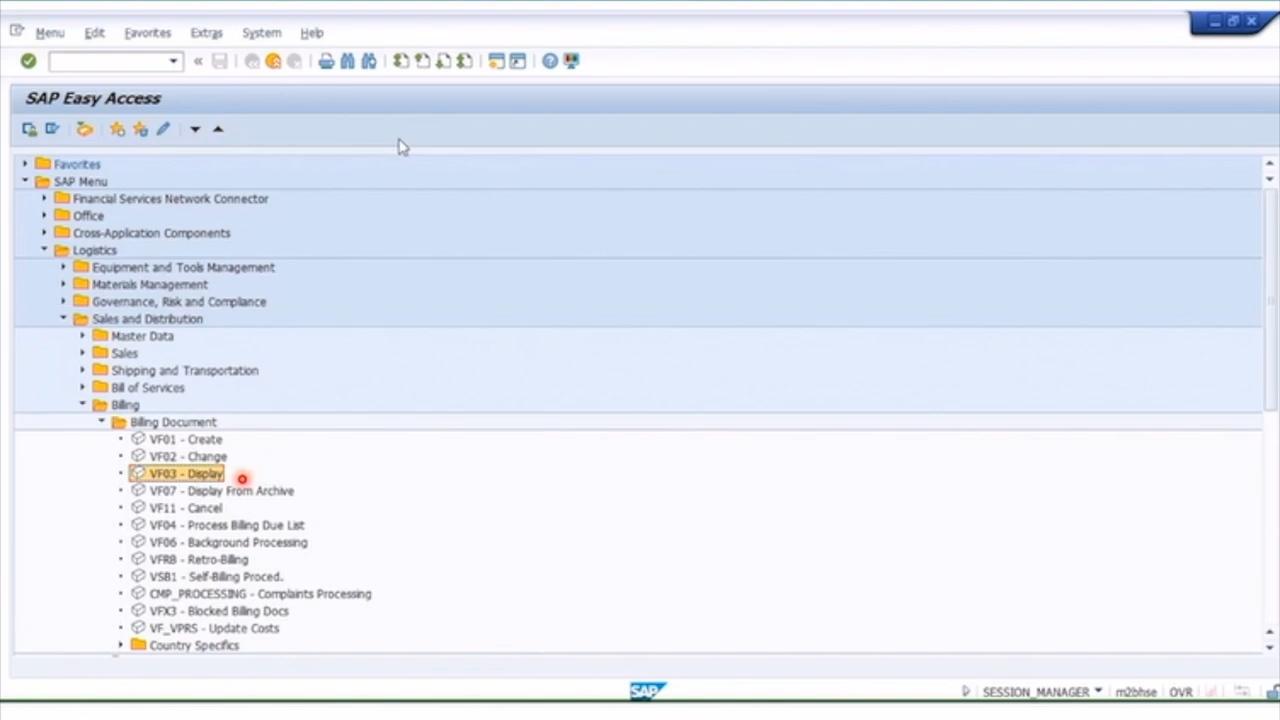 Menu Edit Favorites Extras System Help
SAP Easy Access
Favorites
SAP Menu
Financial Services Network Connector
Office
Cross-Application Components
Logistics
Equipment and Tools Management
Materials Management
Governance, Risk and Compliance
Sales and Distribution
Master Data
Sales
Shipping and Transportation
Bill of Services
Billing
Billing Document
VF01 - Create
VF02 - Change
VF03 - Display
VF07 - Display From Archive
VF11 - Cancel
VF04 - Process Billing Due List
VF06 - Background Processing
VFRB - Retro-Billing
VSB1 - Self-Billing Proced.
CMP_PROCESSING - Complaints Processing
VFX3 - Blocked Billing Docs
VF_VPRS - Update Costs
Country Specifics
SAP SESSION_MANAGER m2bhse OVR